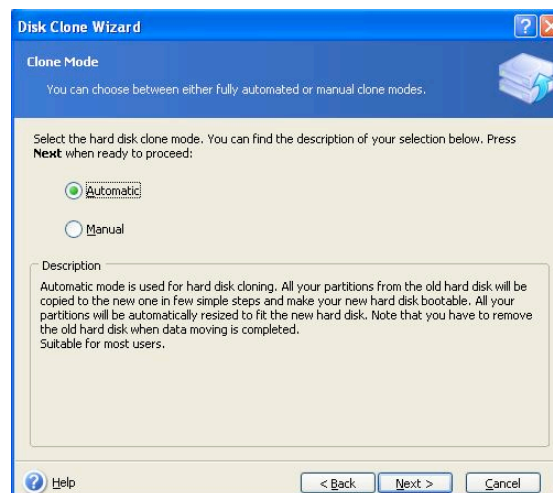 Disk Clone Wizard
Clone Mode
You can choose between either fully automated or manual clone modes.
Select the hard disk clone mode. You can find the description of your selection below. Press
Next when ready to proceed:
Automatic
Manual
Description
Automatic mode is used for hard disk cloning. All your partitions from the old hard disk will be
copied to the new one in few simple steps and make your new hard disk bootable. All your
partitions will be automatically resized to fit the new hard disk. Note that you have to remove
the old hard disk when data moving is completed.
Suitable for most users.
Help
< Back
Next >
Cancel